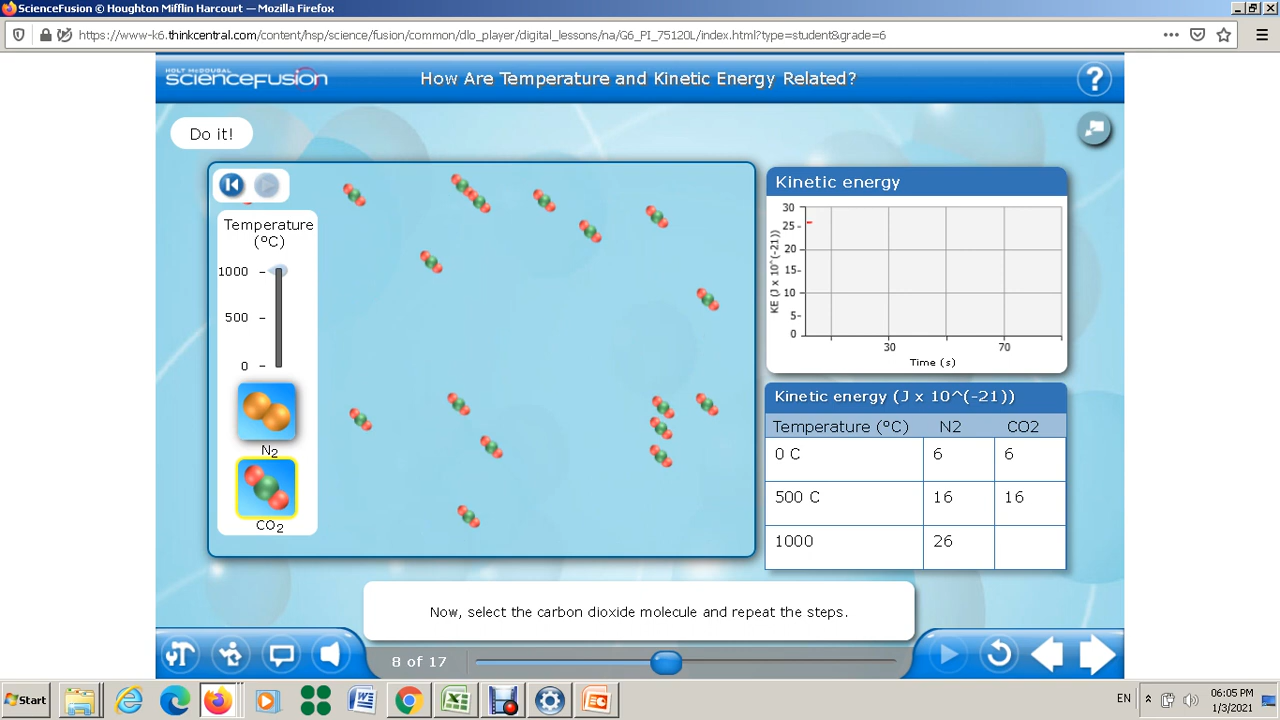 ScienceFusion © Houghton Mifflin Harcourt — Mozilla Firefox
https://www-k6.thinkcentral.com/content/hsp/science/fusion/common/dlo_player/digital_lessons/na/G6_PI_75120L/index.html?type=student&grade=6
HOLT McDOUGAL
SCIENCEFUSION
How Are Temperature and Kinetic Energy Related?
?
Do it!
Temperature
(ºC)
1000
500
0
N2
CO2
Kinetic energy
KE (J x 10^(-21))
30
25
20
15
10
5
0
30 70
Time (s)
Kinetic energy (J x 10^(-21))
Temperature (ºC) N2 CO2
0 C 6 6
500 C 16 16
1000 26
Now, select the carbon dioxide molecule and repeat the steps.
8 of 17
Start
EN
06:05 PM
1/3/2021